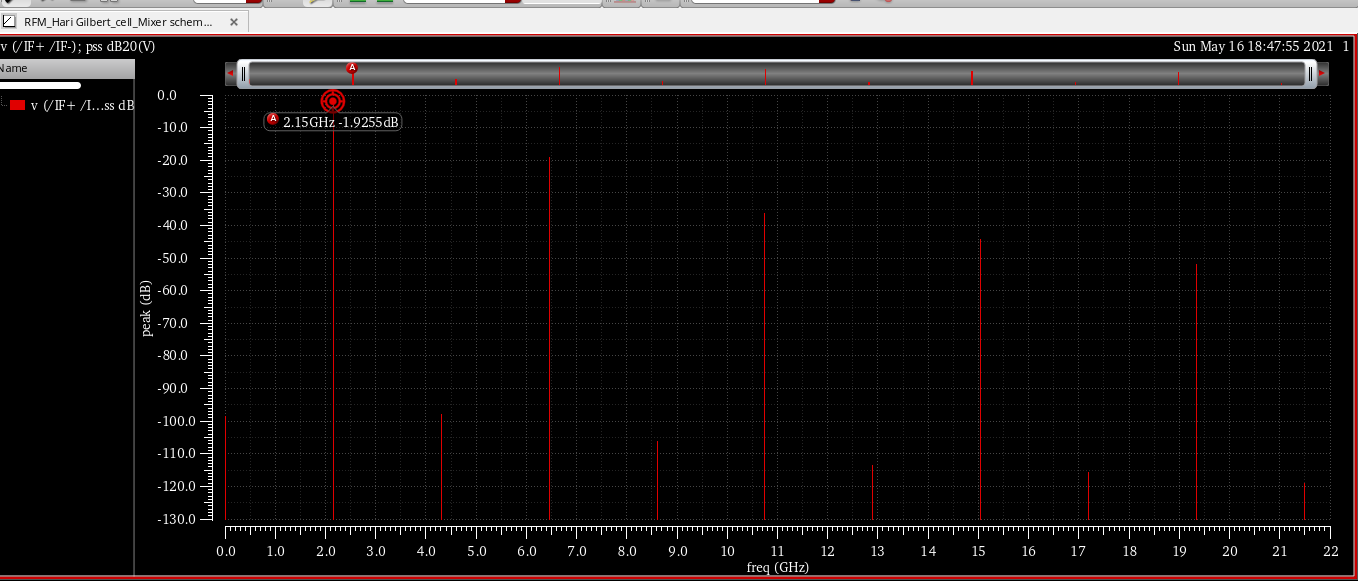 RFM_Hari Gilbert_cell_Mixer schem...
v (/IF+ /IF-); pss dB20(V)
Sun May 16 18:47:55 2021 1
Name
v (/IF+ /I...ss dB
A
A 2.15GHz -1.9255dB
0.0
-10.0
-20.0
-30.0
-40.0
-50.0
-60.0
-70.0
-80.0
-90.0
-100.0
-110.0
-120.0
-130.0
peak (dB)
0.0 1.0 2.0 3.0 4.0 5.0 6.0 7.0 8.0 9.0 10 11 12 13 14 15 16 17 18 19 20 21 22
freq (GHz)